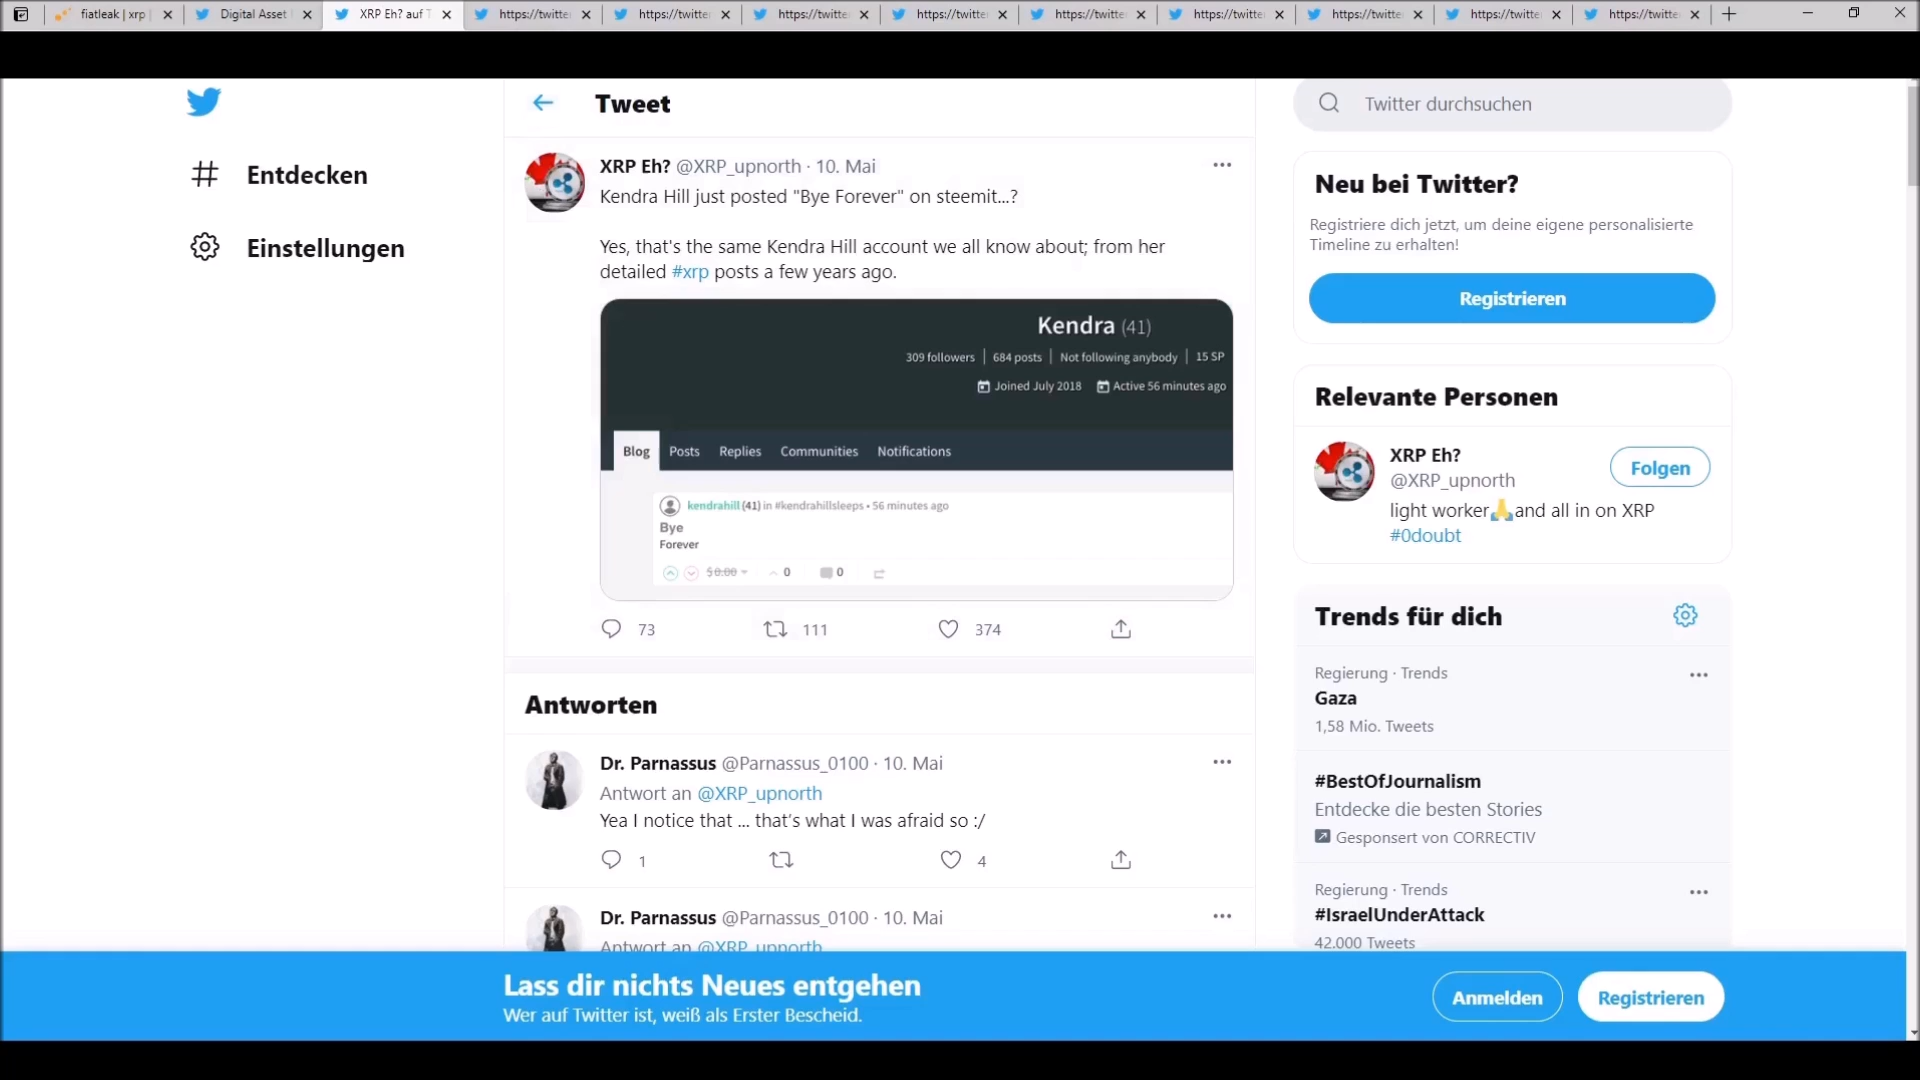 fiatleak | xrp |
Digital Asset
XRP Eh? auf T
https://twitte
https://twitte
https://twitte
https://twitte
https://twitte
https://twitte
https://twitte
https://twitte
https://twitte
Entdecken
Einstellungen
Tweet
XRP Eh? @XRP_upnorth · 10. Mai
Kendra Hill just posted "Bye Forever" on steemit...?
Yes, that's the same Kendra Hill account we all know about; from her
detailed #xrp posts a few years ago.
Kendra (41)
309 followers | 684 posts | Not following anybody | 15 SP
Joined July 2018 Active 56 minutes ago
Blog Posts Replies Communities Notifications
kendrahill (41) in #kendrahillsleeps • 56 minutes ago
Bye
Forever
$0.00 0 0
73 111 374
Antworten
Dr. Parnassus @Parnassus_0100 · 10. Mai
Antwort an @XRP_upnorth
Yea I notice that ... that's what I was afraid so :/
1 4
Dr. Parnassus @Parnassus_0100 · 10. Mai
Antwort an @XRP_upnorth
Twitter durchsuchen
Neu bei Twitter?
Registriere dich jetzt, um deine eigene personalisierte
Timeline zu erhalten!
Registrieren
Relevante Personen
XRP Eh?
@XRP_upnorth
Folgen
light worker🙏and all in on XRP
#0doubt
Trends für dich
Regierung · Trends
Gaza
1,58 Mio. Tweets
#BestOfJournalism
Entdecke die besten Stories
Gesponsert von CORRECTIV
Regierung · Trends
#IsraelUnderAttack
42.000 Tweets
Lass dir nichts Neues entgehen
Wer auf Twitter ist, weiß als Erster Bescheid.
Anmelden
Registrieren